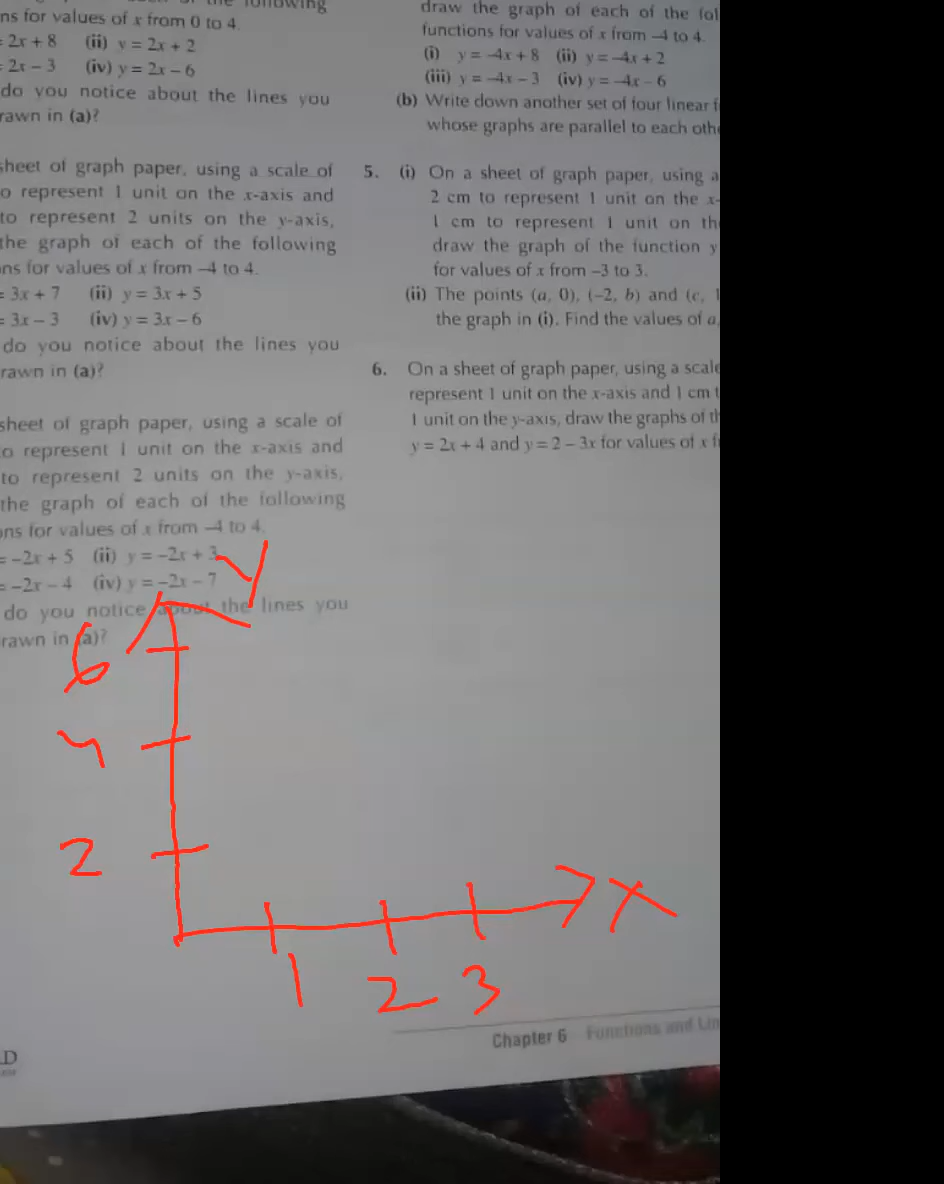 ns for values of x from 0 to 4.
= 2x + 8 (ii) y = 2x + 2
= 2x – 3 (iv) y = 2x – 6
do you notice about the lines you
rawn in (a)?
sheet of graph paper, using a scale of
o represent 1 unit on the x-axis and
to represent 2 units on the y-axis,
the graph of each of the following
ons for values of x from –4 to 4.
= 3x + 7 (ii) y = 3x + 5
= 3x – 3 (iv) y = 3x – 6
do you notice about the lines you
rawn in (a)?
sheet of graph paper, using a scale of
o represent 1 unit on the x-axis and
to represent 2 units on the y-axis,
the graph of each of the following
ons for values of x from –4 to 4.
= –2x + 5 (ii) y = –2x + 3
= –2x – 4 (iv) y = –2x – 7
do you notice about the lines you
rawn in (a)?
draw the graph of each of the fol
functions for values of x from –4 to 4.
(i) y = –4x + 8 (ii) y = –4x + 2
(iii) y = –4x – 3 (iv) y = –4x – 6
(b) Write down another set of four linear f
whose graphs are parallel to each othe
5. (i) On a sheet of graph paper, using a
2 cm to represent 1 unit on the x-
1 cm to represent 1 unit on th
draw the graph of the function y
for values of x from –3 to 3.
(ii) The points (a, 0), (–2, b) and (c, 1
the graph in (i). Find the values of a,
6. On a sheet of graph paper, using a scale
represent 1 unit on the x-axis and 1 cm t
1 unit on the y-axis, draw the graphs of th
y = 2x + 4 and y = 2 – 3x for values of x f
Y
6
4
2
X
1 2 3
Chapter 6 Functions and Lin
D